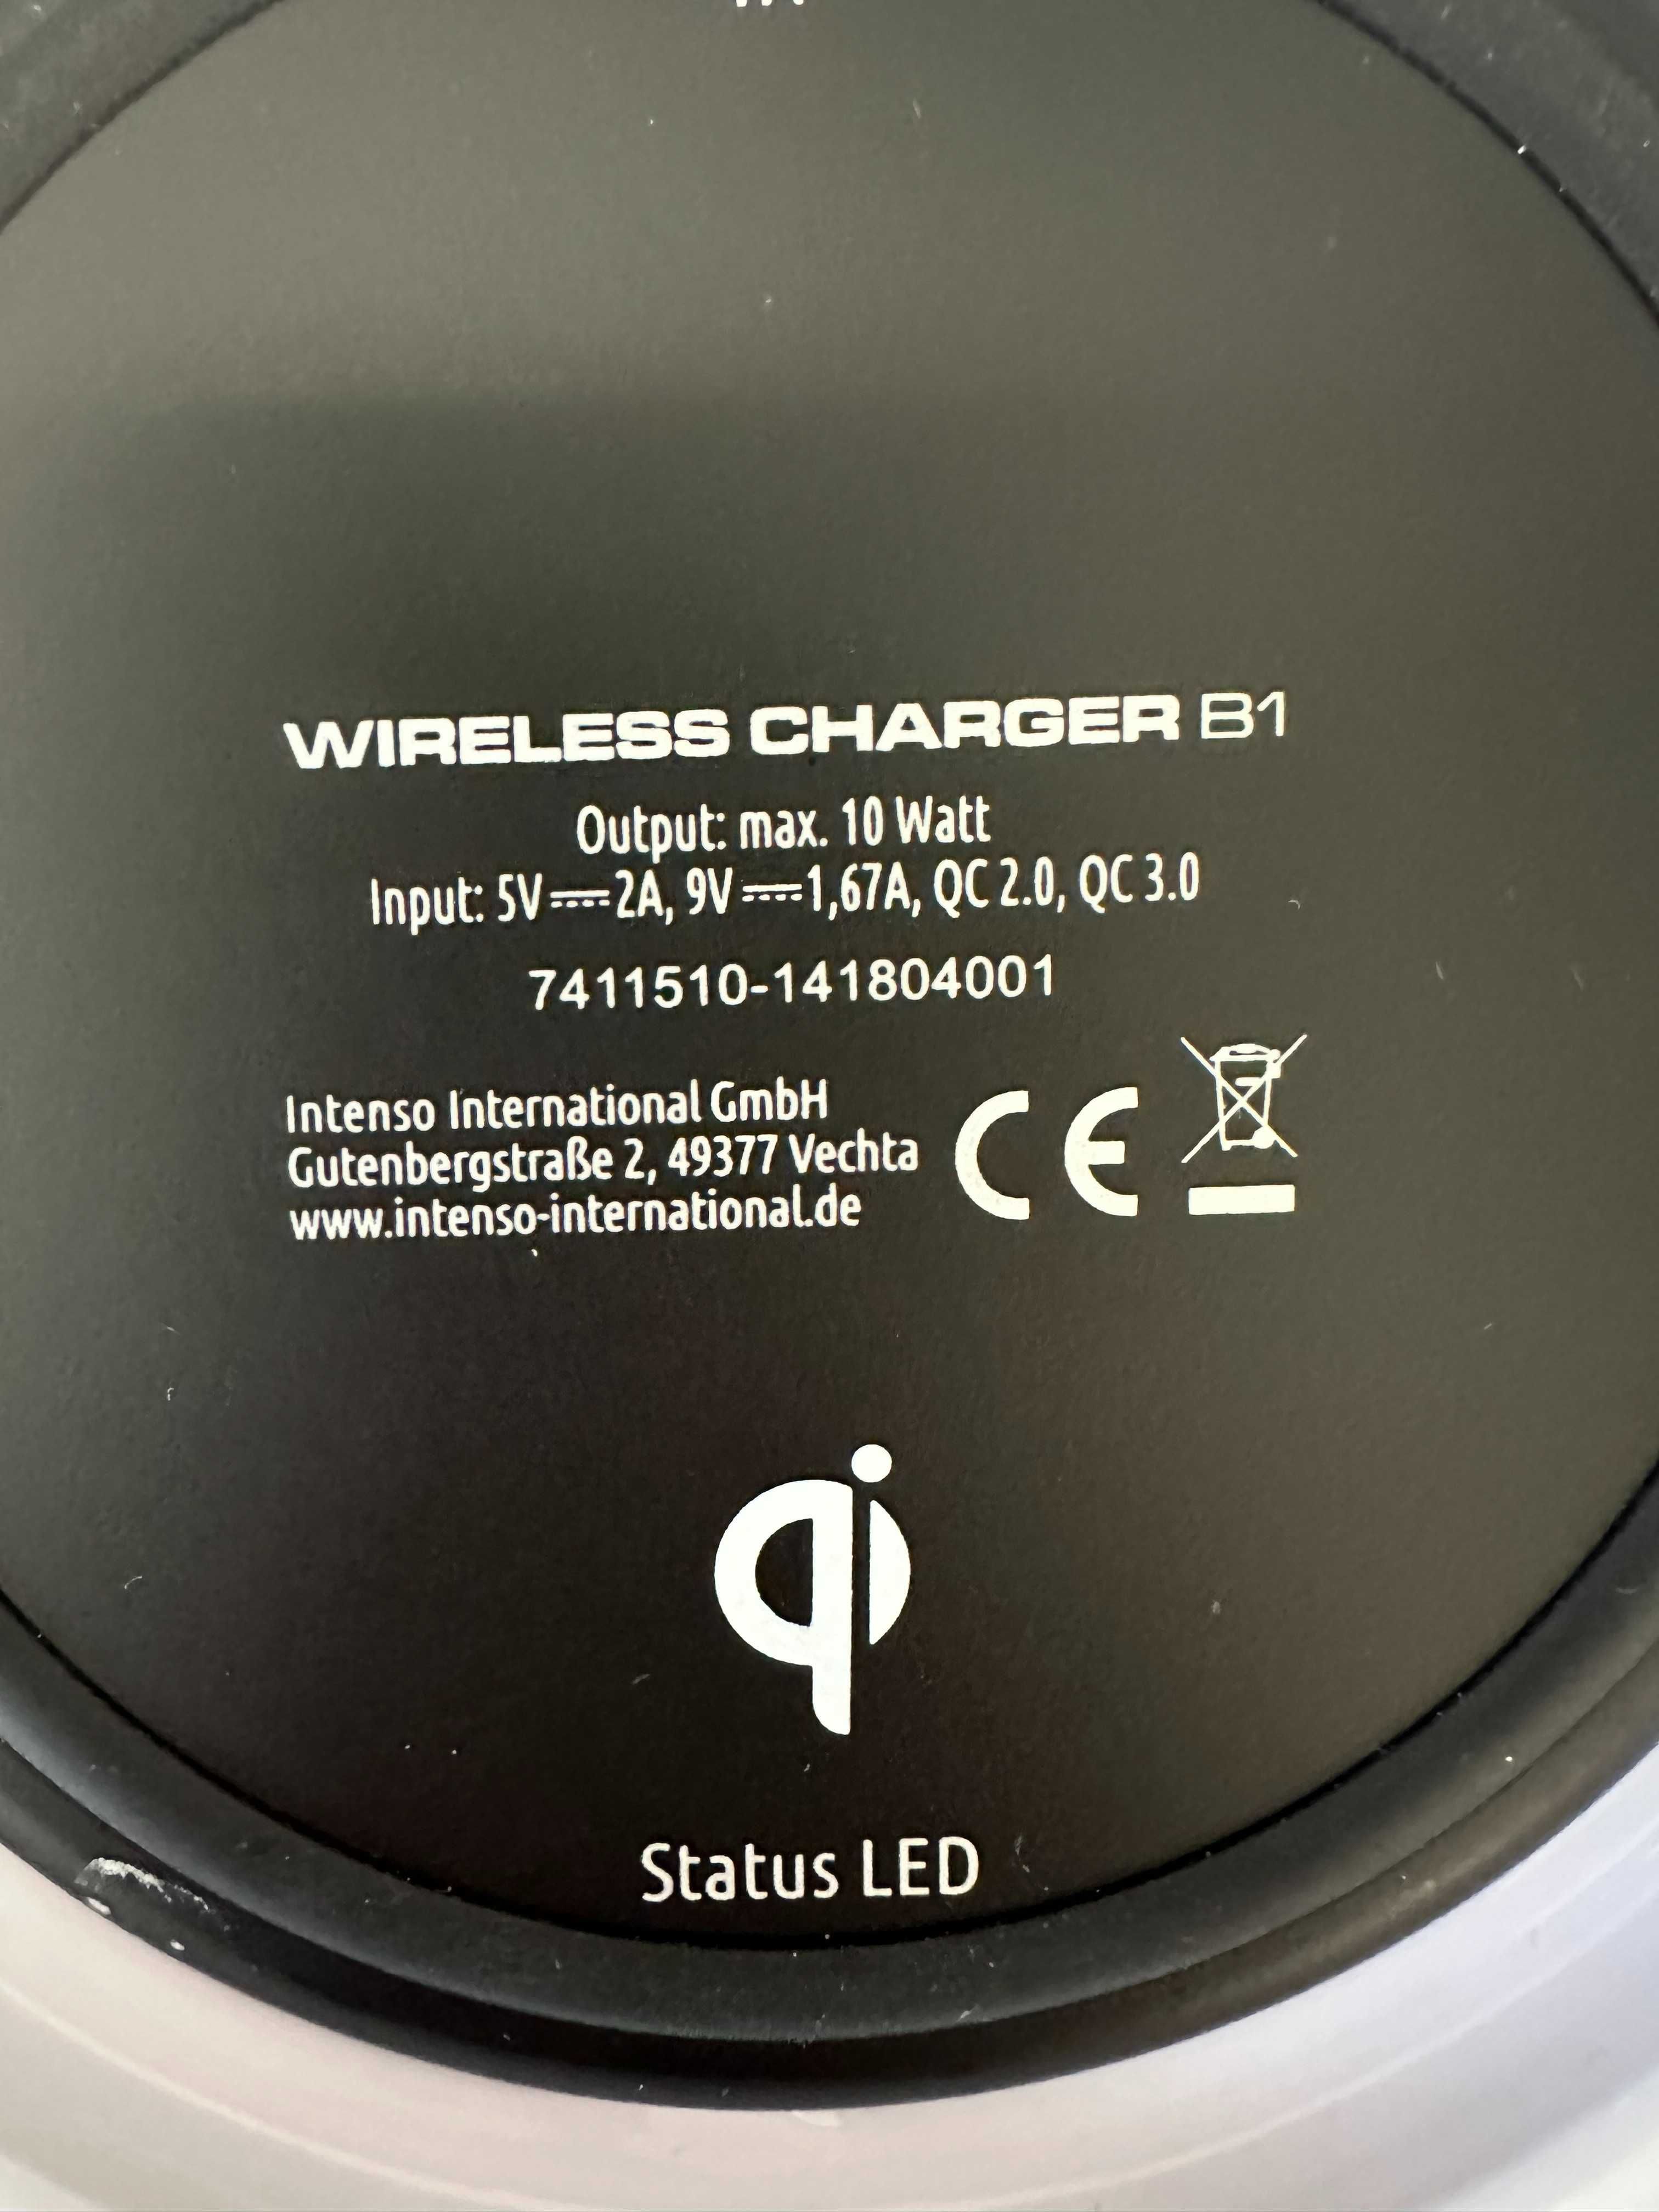 WIRELESS CHARGER B1
Output: max. 10 Watt
Input: 5V⎓2A, 9V⎓1,67A, QC 2.0, QC 3.0
7411510-141804001
Intenso International GmbH
Gutenbergstraße 2, 49377 Vechta
www.intenso-international.de
CE
qi
Status LED